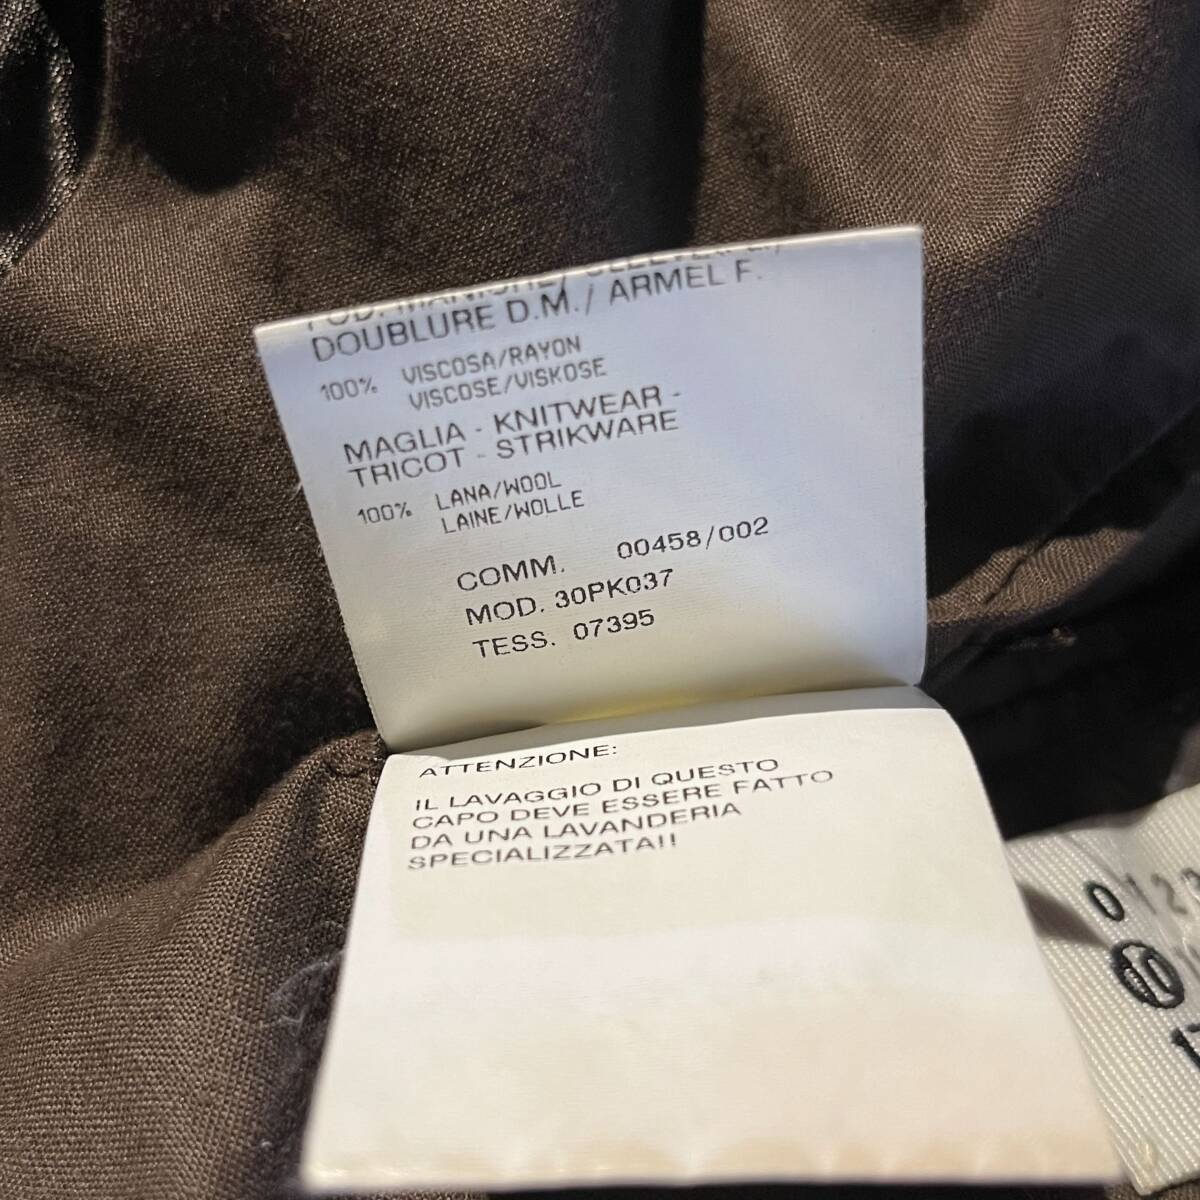 DOUBLURE D.M./ ARMEL F.
100% VISCOSA/RAYON
VISCOSE/VISKOSE
MAGLIA - KNITWEAR -
TRICOT - STRIKWARE
100% LANA/WOOL
LAINE/WOLLE
COMM. 00458/002
MOD. 30PK037
TESS. 07395
ATTENZIONE:
IL LAVAGGIO DI QUESTO
CAPO DEVE ESSERE FATTO
DA UNA LAVANDERIA
SPECIALIZZATA!!